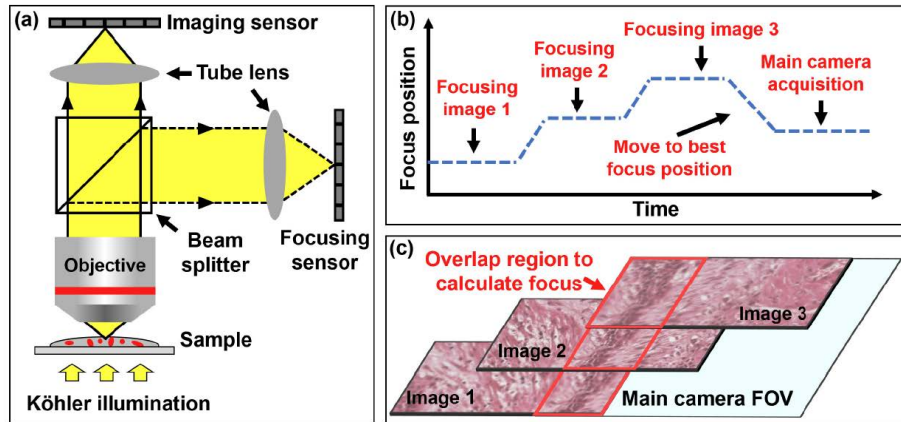 (a)
Imaging sensor
Tube lens
Beam
splitter
Focusing
sensor
Objective
Sample
Köhler illumination
(b)
Focus position
Focusing
image 1
Focusing
image 2
Focusing image 3
Main camera
acquisition
Move to best
focus position
Time
(c)
Overlap region to
calculate focus
Image 1
Image 2
Image 3
Main camera FOV